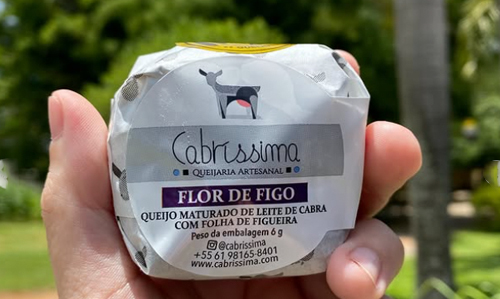 Cabríssima
QUEIJARIA ARTESANAL
FLOR DE FIGO
QUEIJO MATURADO DE LEITE DE CABRA
COM FOLHA DE FIGUEIRA
Peso da embalagem 6 g
@cabrissima
+55 61 98165-8401
www.cabrissima.com